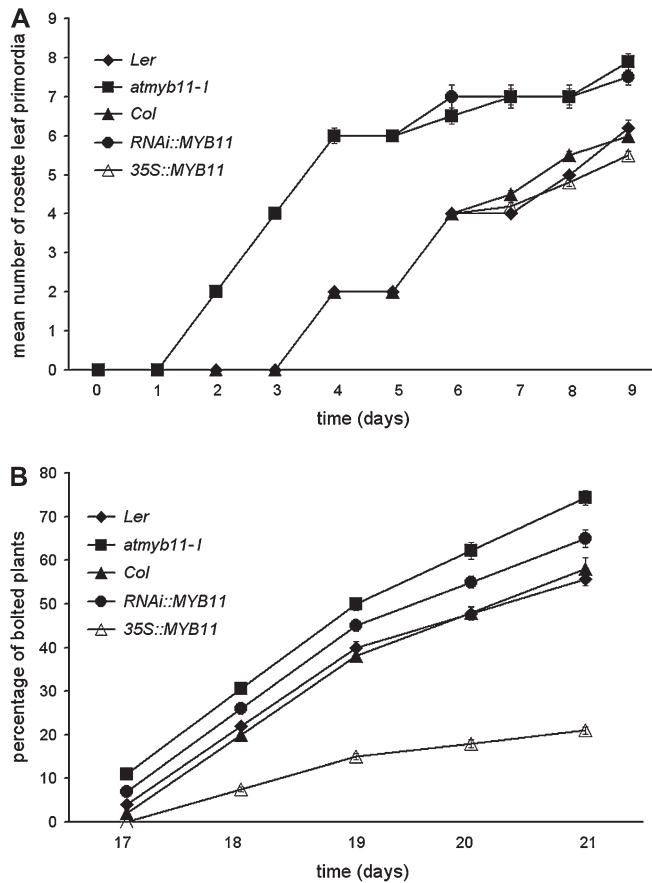 A
9
8
7
6
5
4
3
2
1
0
mean number of rosette leaf primordia
Ler
atmyb11-I
Col
RNAi::MYB11
35S::MYB11
0 1 2 3 4 5 6 7 8 9
time (days)
B
80
70
60
50
40
30
20
10
0
percentage of bolted plants
Ler
atmyb11-I
Col
RNAi::MYB11
35S::MYB11
17 18 19 20 21
time (days)